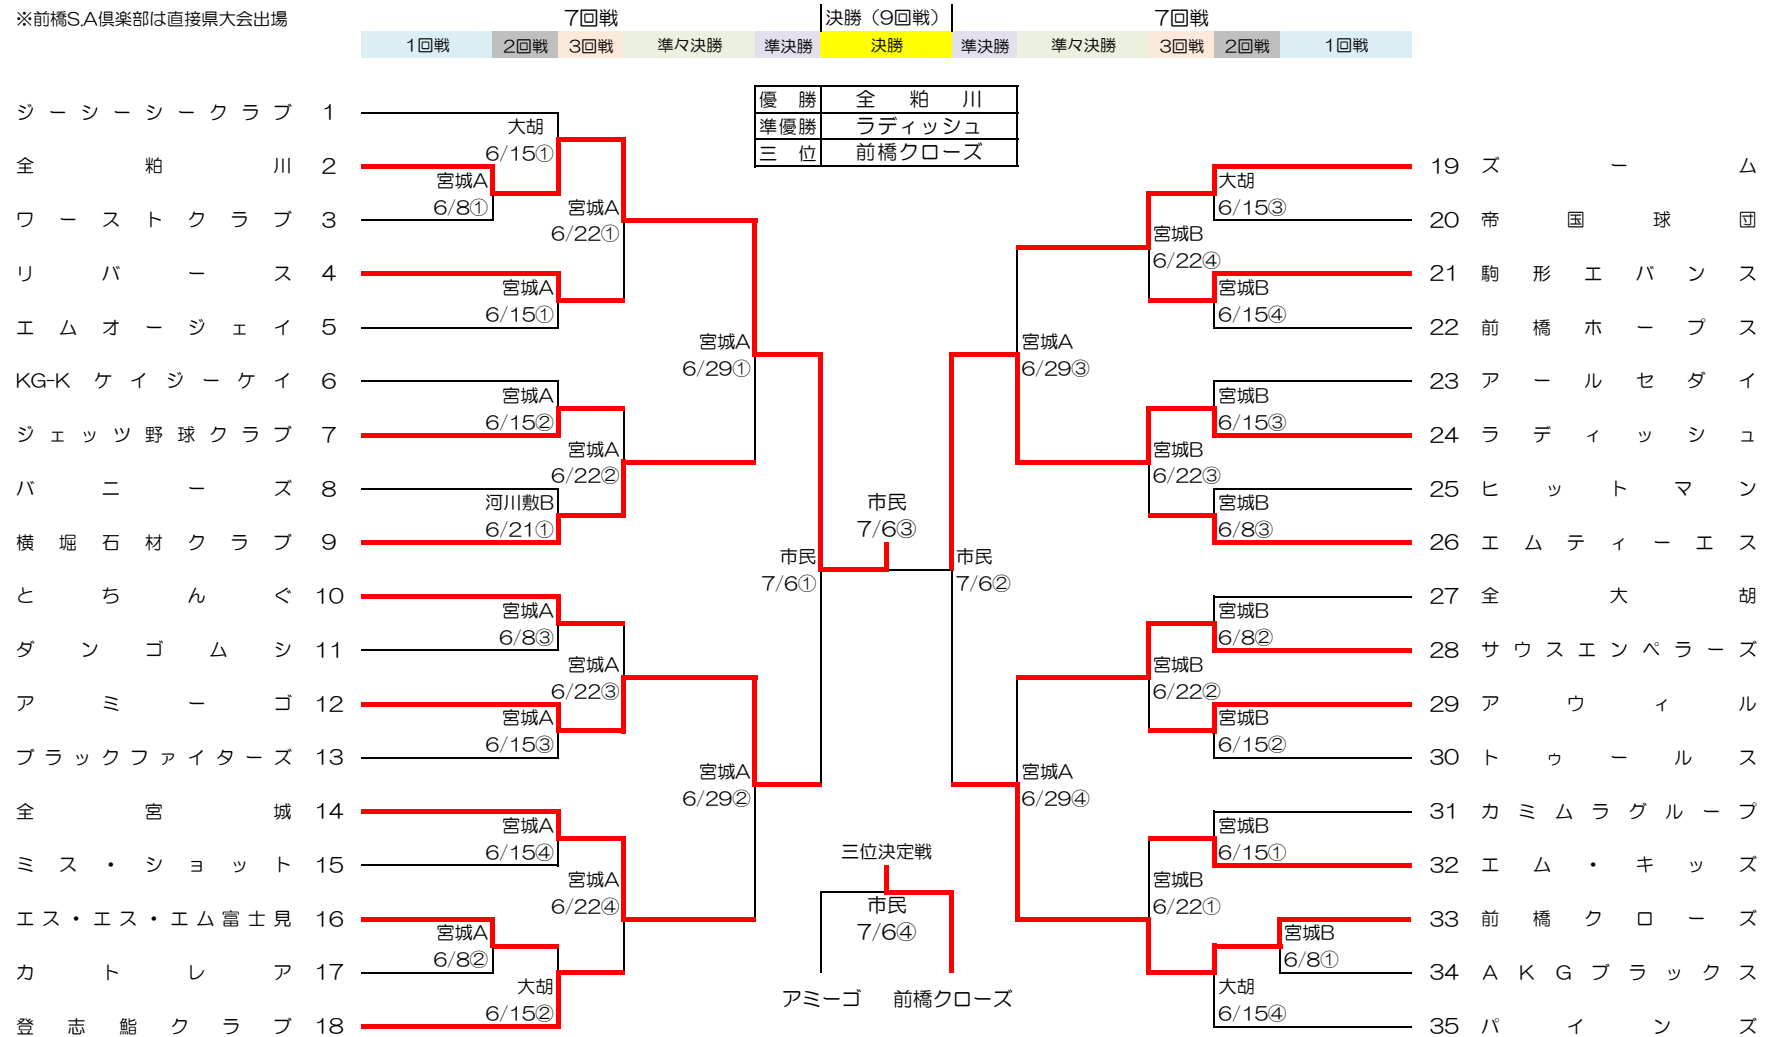 ※前橋S.A倶楽部は直接県大会出場
7回戦 決勝（9回戦） 7回戦
1回戦 2回戦 3回戦 準々決勝 準決勝 決勝 準決勝 準々決勝 3回戦 2回戦 1回戦
優勝 全粕川
準優勝 ラディッシュ
三位 前橋クローズ
ジーシーシークラブ 1
全粕川 2
ワーストクラブ 3
リバース 4
エムオージェイ 5
KG-K ケイジーケイ 6
ジェッツ野球クラブ 7
バニーズ 8
横堀石材クラブ 9
とちんぐ 10
ダンゴムシ 11
アミーゴ 12
ブラックファイターズ 13
全宮城 14
ミス・ショット 15
エス・エス・エム富士見 16
カトレア 17
登志鮨クラブ 18
大胡
6/15①
宮城A
6/8①
宮城A
6/22①
宮城A
6/15①
宮城A
6/29①
宮城A
6/15②
宮城A
6/22②
河川敷B
6/21①
市民
7/6①
宮城A
6/8③
宮城A
6/22③
宮城A
6/15③
宮城A
6/29②
宮城A
6/15④
宮城A
6/22④
宮城A
6/8②
大胡
6/15②
市民
7/6③
三位決定戦
市民
7/6④
アミーゴ 前橋クローズ
市民
7/6②
大胡
6/15③
宮城B
6/22④
宮城B
6/15④
宮城A
6/29③
宮城B
6/15③
宮城B
6/22③
宮城B
6/8③
宮城B
6/8②
宮城B
6/22②
宮城B
6/15②
宮城A
6/29④
宮城B
6/15①
宮城B
6/22①
宮城B
6/8①
大胡
6/15④
19 ズーム
20 帝国球団
21 駒形エバンス
22 前橋ホープス
23 アールセダイ
24 ラディッシュ
25 ヒットマン
26 エムティーエス
27 全大胡
28 サウスエンペラーズ
29 アウィル
30 トゥールス
31 カミムラグループ
32 エム・キッズ
33 前橋クローズ
34 AKGブラックス
35 パインズ